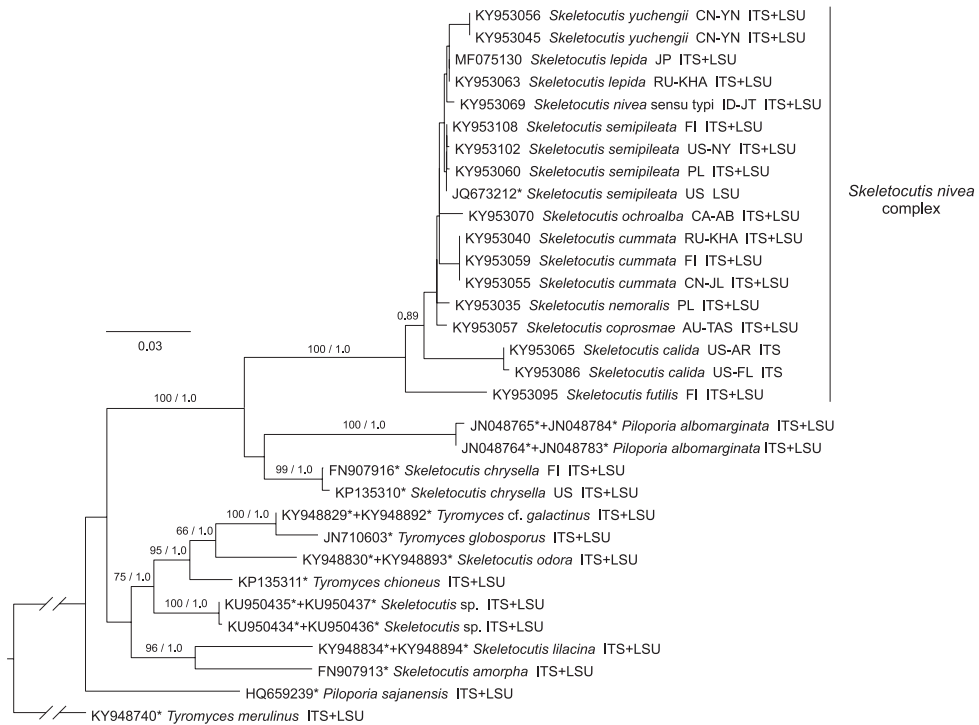 KY953056 Skeletocutis yuchengii CN-YN ITS+LSU
KY953045 Skeletocutis yuchengii CN-YN ITS+LSU
MF075130 Skeletocutis lepida JP ITS+LSU
KY953063 Skeletocutis lepida RU-KHA ITS+LSU
KY953069 Skeletocutis nivea sensu typi ID-JT ITS+LSU
KY953108 Skeletocutis semipileata FI ITS+LSU
KY953102 Skeletocutis semipileata US-NY ITS+LSU
KY953060 Skeletocutis semipileata PL ITS+LSU
JQ673212* Skeletocutis semipileata US LSU
Skeletocutis nivea
complex
KY953070 Skeletocutis ochroalba CA-AB ITS+LSU
KY953040 Skeletocutis cummata RU-KHA ITS+LSU
KY953059 Skeletocutis cummata FI ITS+LSU
KY953055 Skeletocutis cummata CN-JL ITS+LSU
KY953035 Skeletocutis nemoralis PL ITS+LSU
0.89
KY953057 Skeletocutis coprosmae AU-TAS ITS+LSU
0.03
100 / 1.0
KY953065 Skeletocutis calida US-AR ITS
KY953086 Skeletocutis calida US-FL ITS
KY953095 Skeletocutis futilis FI ITS+LSU
100 / 1.0
100 / 1.0
JN048765*+JN048784* Piloporia albomarginata ITS+LSU
JN048764*+JN048783* Piloporia albomarginata ITS+LSU
99 / 1.0
FN907916* Skeletocutis chrysella FI ITS+LSU
KP135310* Skeletocutis chrysella US ITS+LSU
100 / 1.0
KY948829*+KY948892* Tyromyces cf. galactinus ITS+LSU
66 / 1.0
JN710603* Tyromyces globosporus ITS+LSU
95 / 1.0
KY948830*+KY948893* Skeletocutis odora ITS+LSU
75 / 1.0
KP135311* Tyromyces chioneus ITS+LSU
100 / 1.0
KU950435*+KU950437* Skeletocutis sp. ITS+LSU
KU950434*+KU950436* Skeletocutis sp. ITS+LSU
96 / 1.0
KY948834*+KY948894* Skeletocutis lilacina ITS+LSU
FN907913* Skeletocutis amorpha ITS+LSU
HQ659239* Piloporia sajanensis ITS+LSU
KY948740* Tyromyces merulinus ITS+LSU